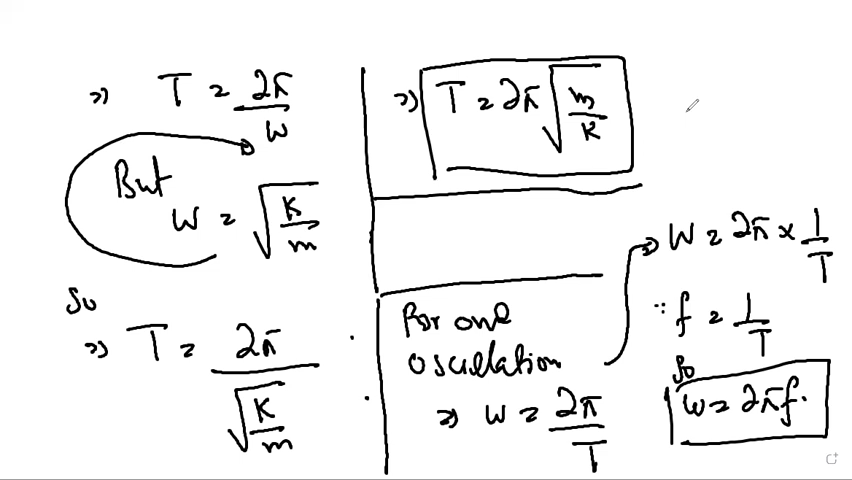 => T = 2π/W
But
W = √(K/m)
So
=> T = 2π/√(K/m)
=> T = 2π√(m/K)
For one
oscillation
=> W = 2π/T
=> W = 2π × 1/T
∵ f = 1/T
So
W = 2πf.